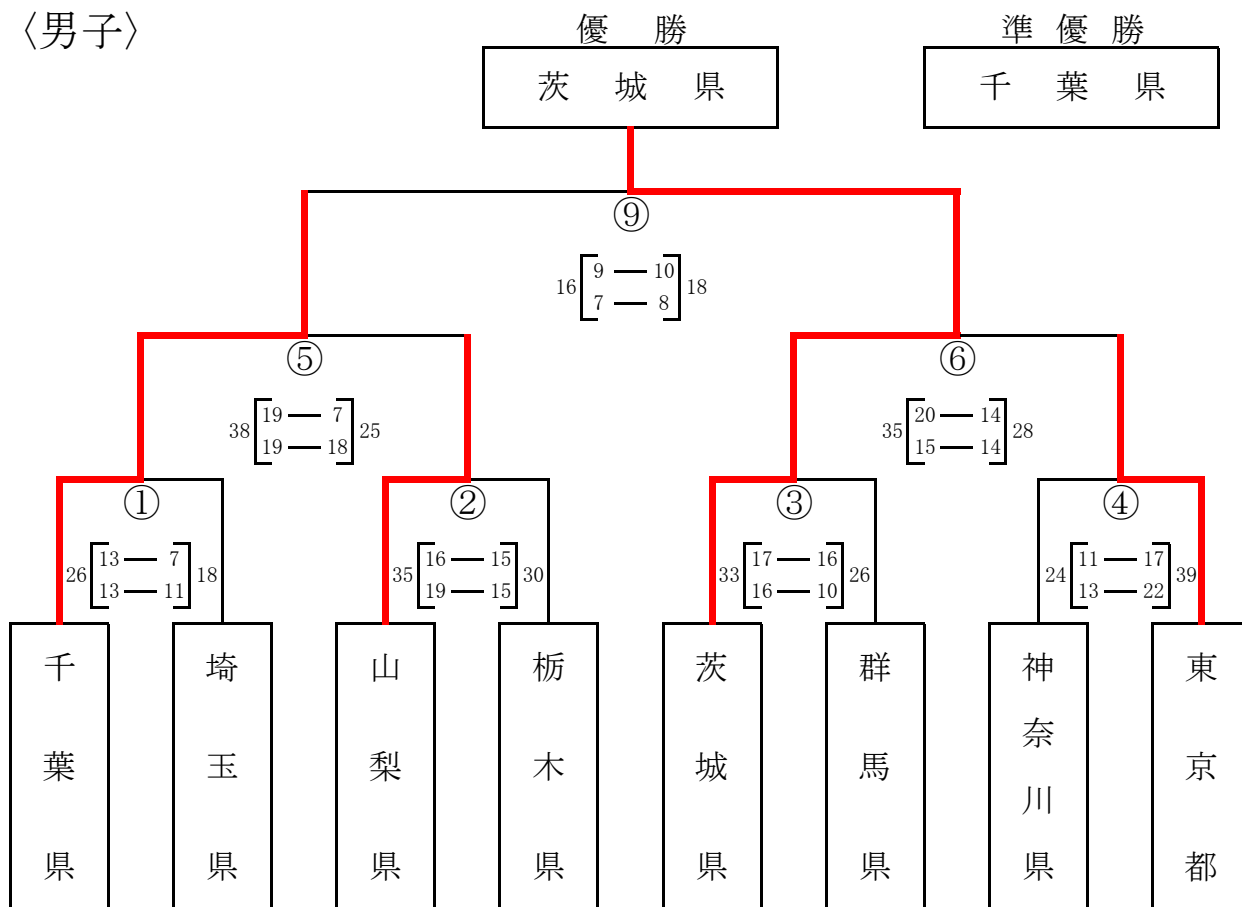 〈男子〉
優勝
準優勝
茨城県
千葉県
⑨
16 9 — 10 18
7 — 8
⑤
⑥
38 19 — 7 25
19 — 18
35 20 — 14 28
15 — 14
①
②
③
④
26 13 — 7 18
13 — 11
35 16 — 15 30
19 — 15
33 17 — 16 26
16 — 10
24 11 — 17 39
13 — 22
千葉県
埼玉県
山梨県
栃木県
茨城県
群馬県
神奈川県
東京都